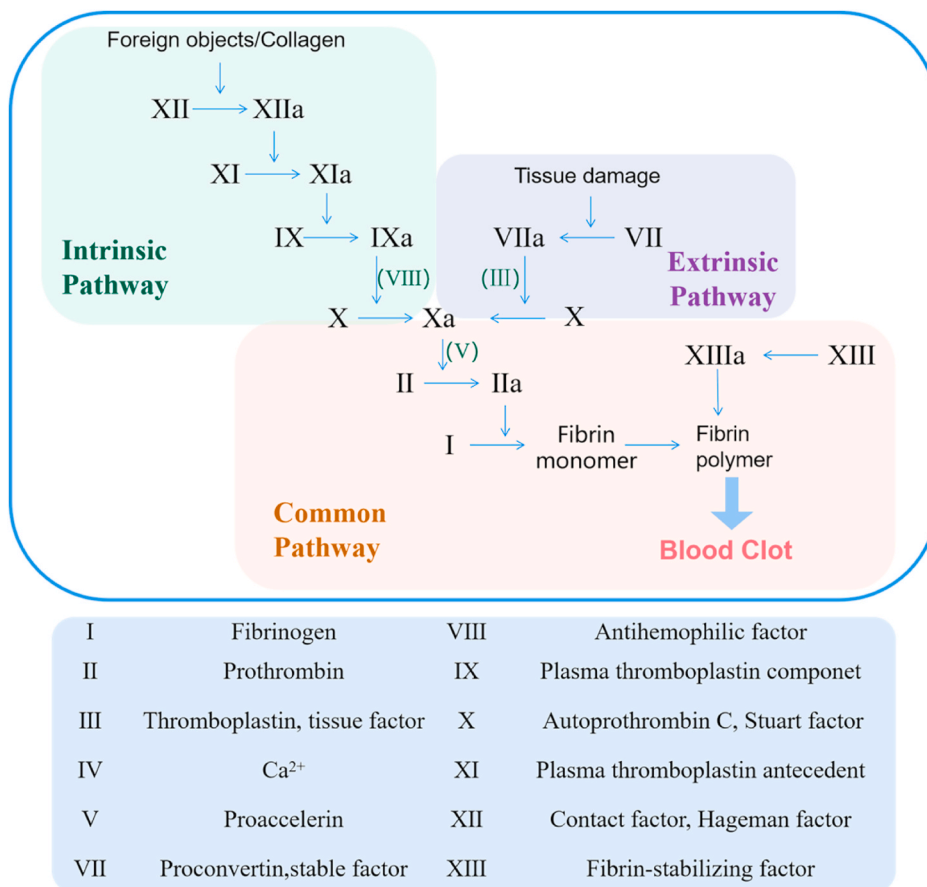 Foreign objects/Collagen
XII XIIa
XI XIa
Tissue damage
IX IXa
VIIa VII
Intrinsic
Pathway
(VIII)
(III)
Extrinsic
Pathway
X Xa X
(V)
XIIIa XIII
II IIa
I
Fibrin
monomer
Fibrin
polymer
Common
Pathway
Blood Clot
I Fibrinogen VIII Antihemophilic factor
II Prothrombin IX Plasma thromboplastin componet
III Thromboplastin, tissue factor X Autoprothrombin C, Stuart factor
IV Ca²⁺ XI Plasma thromboplastin antecedent
V Proaccelerin XII Contact factor, Hageman factor
VII Proconvertin,stable factor XIII Fibrin-stabilizing factor